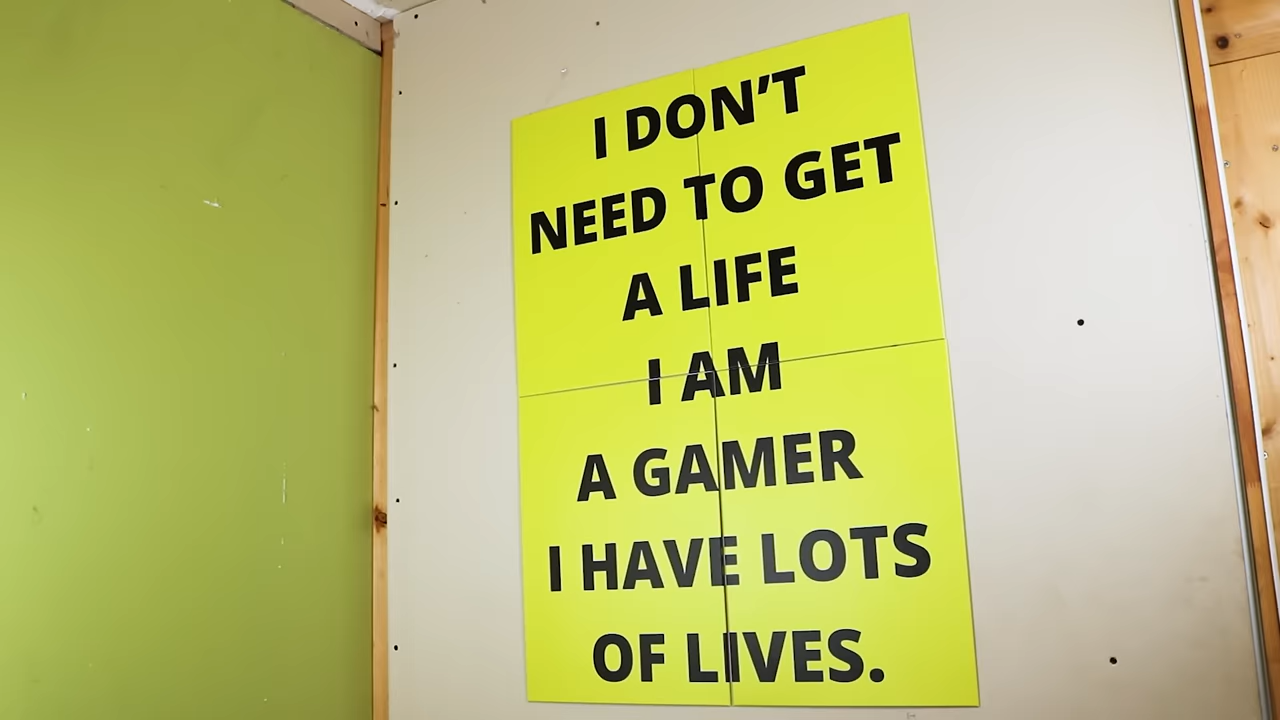 I DON'T
NEED TO GET
A LIFE
I AM
A GAMER
I HAVE LOTS
OF LIVES.